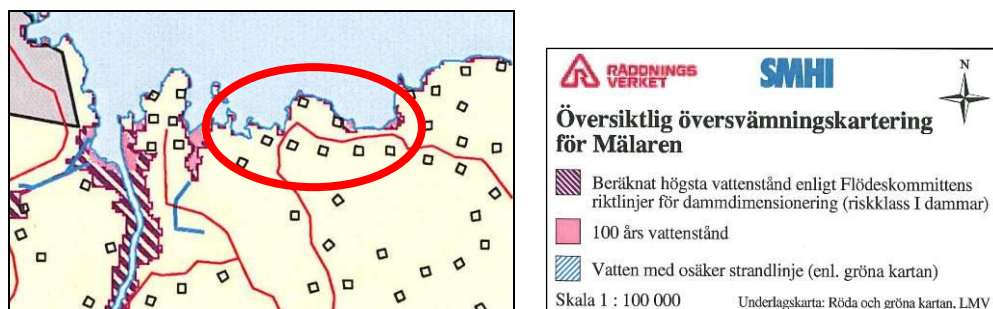 RÄDDNINGS
VERKET
SMHI
N
Översiktlig översvämningskartering
för Mälaren
Beräknat högsta vattenstånd enligt Flödeskommittens
riktlinjer för dammdimensionering (riskklass I dammar)
100 års vattenstånd
Vatten med osäker strandlinje (enl. gröna kartan)
Skala 1 : 100 000 Underlagskarta: Röda och gröna kartan, LMV